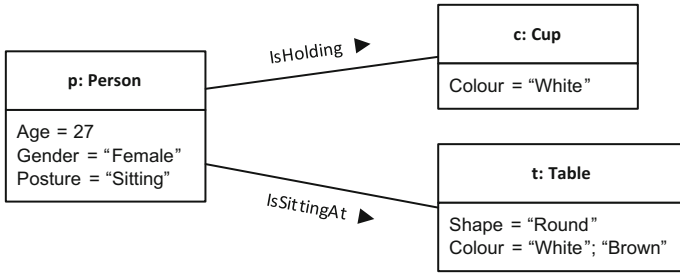 p: Person
Age = 27
Gender = “Female”
Posture = “Sitting”
IsHolding ►
c: Cup
Colour = “White”
IsSittingAt ►
t: Table
Shape = “Round”
Colour = “White”; “Brown”